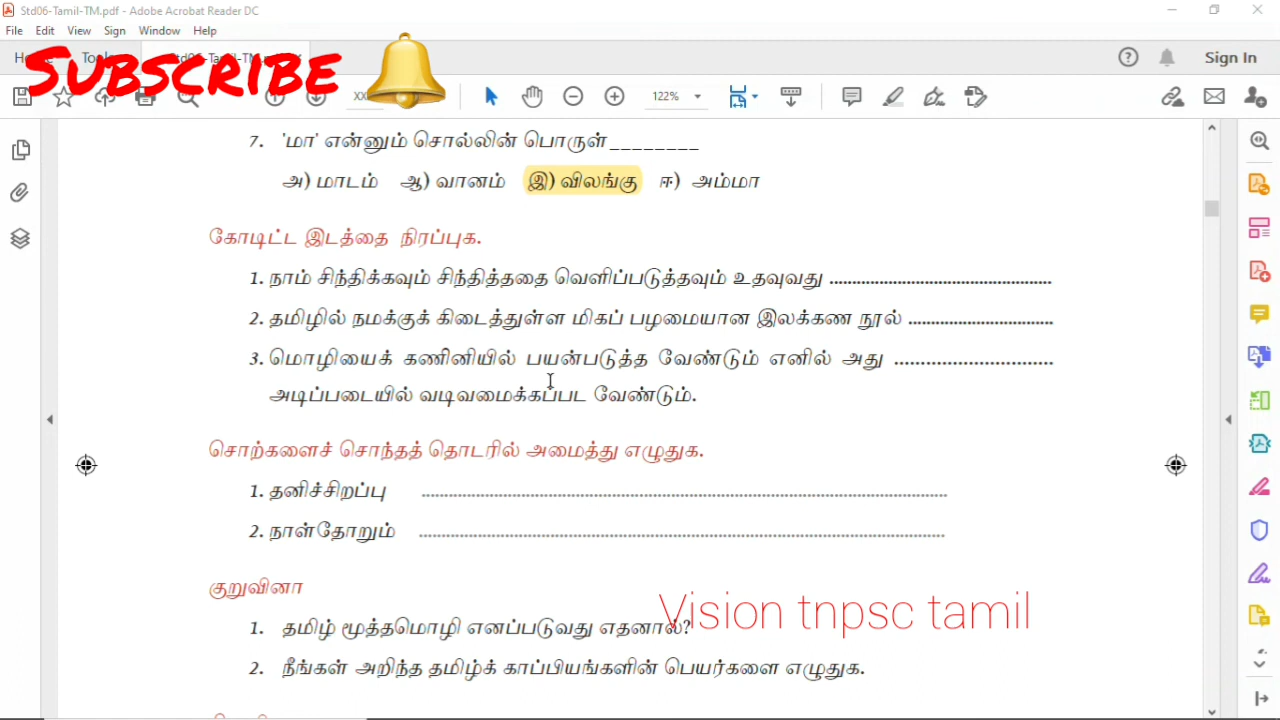 Std06-Tamil-TM.pdf - Adobe Acrobat Reader DC
File Edit View Sign Window Help
SUBSCRIBE
Sign In
122%
7. 'மா' என்னும் சொல்லின் பொருள்________
அ) மாடம் ஆ) வானம் இ) விலங்கு ஈ) அம்மா
கோடிட்ட இடத்தை நிரப்புக.
1. நாம் சிந்திக்கவும் சிந்தித்ததை வெளிப்படுத்தவும் உதவுவது ................................................
2. தமிழில் நமக்குக் கிடைத்துள்ள மிகப் பழமையான இலக்கண நூல் ................................
3. மொழியைக் கணினியில் பயன்படுத்த வேண்டும் எனில் அது ..............................
அடிப்படையில் வடிவமைக்கப்பட வேண்டும்.
சொற்களைச் சொந்தத் தொடரில் அமைத்து எழுதுக.
1. தனிச்சிறப்பு ................................................................................
2. நாள்தோறும் ................................................................................
குறுவினா
Vision tnpsc tamil
1. தமிழ் மூத்தமொழி எனப்படுவது எதனால்?
2. நீங்கள் அறிந்த தமிழ்க் காப்பியங்களின் பெயர்களை எழுதுக.